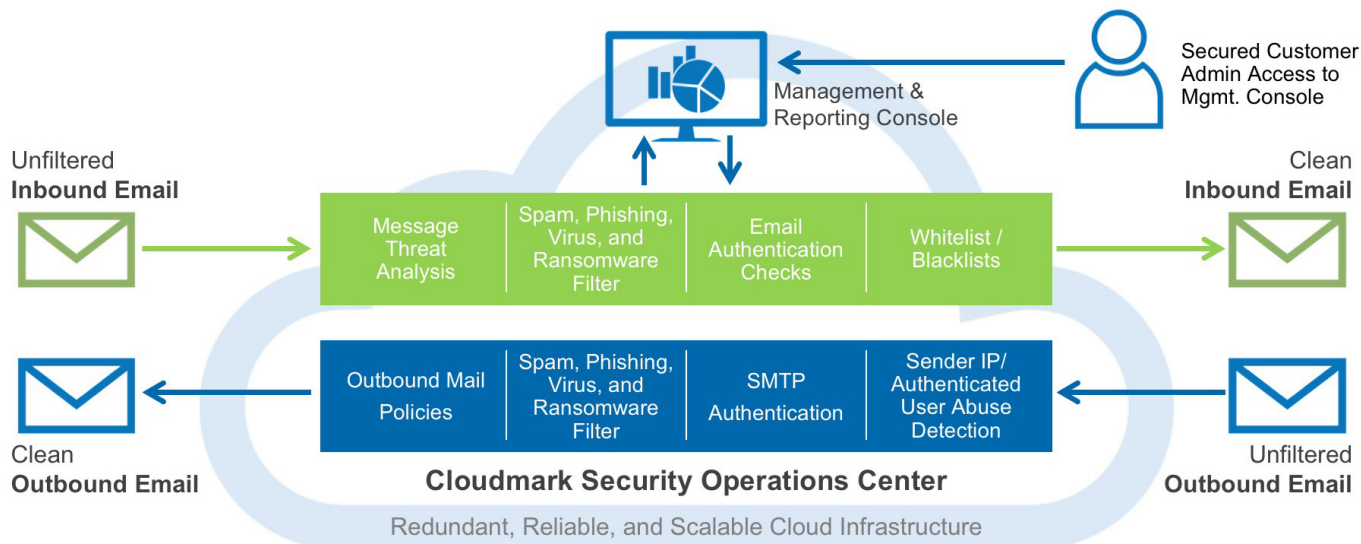 Management &
Reporting Console
Secured Customer
Admin Access to
Mgmt. Console
Unfiltered
Inbound Email
Clean
Inbound Email
Message
Threat
Analysis
Spam, Phishing,
Virus, and
Ransomware
Filter
Email
Authentication
Checks
Whitelist /
Blacklists
Outbound Mail
Policies
Spam, Phishing,
Virus, and
Ransomware
Filter
SMTP
Authentication
Sender IP/
Authenticated
User Abuse
Detection
Clean
Outbound Email
Unfiltered
Outbound Email
Cloudmark Security Operations Center
Redundant, Reliable, and Scalable Cloud Infrastructure